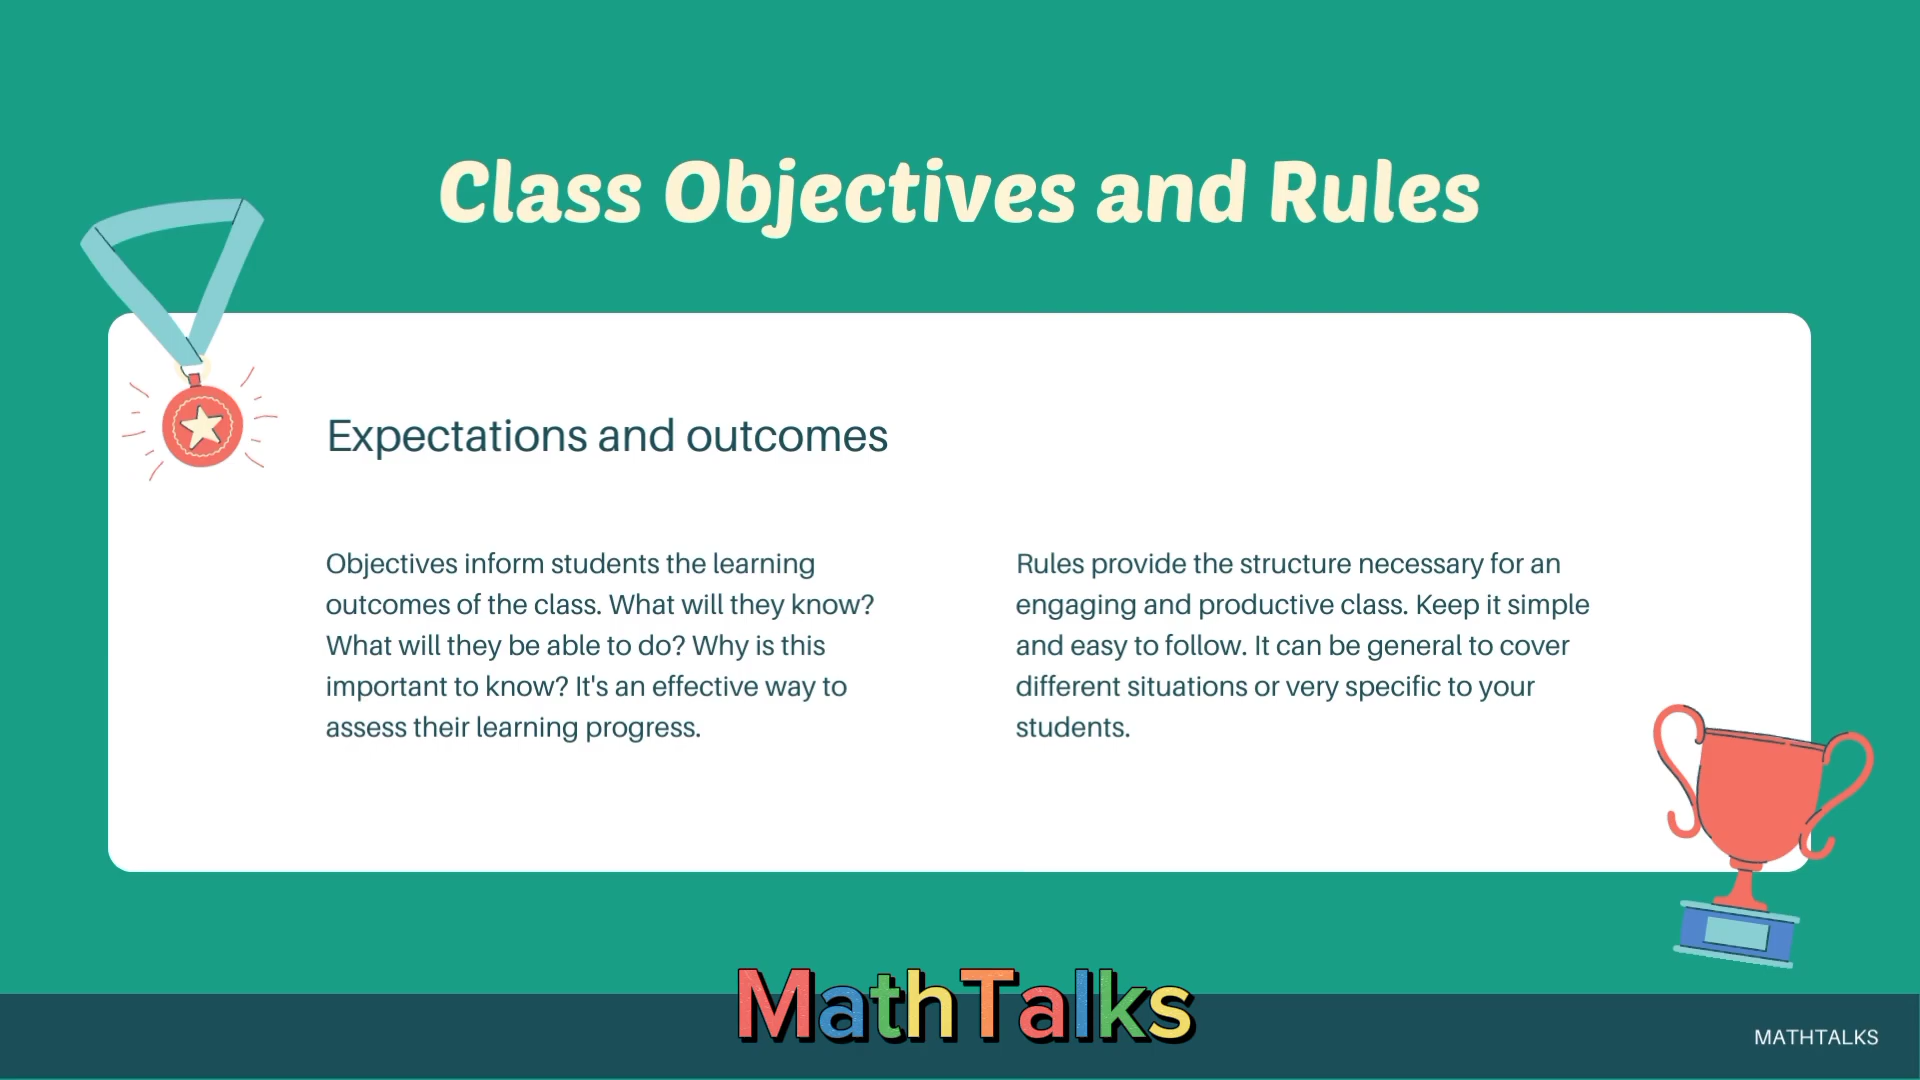 Class Objectives and Rules
Expectations and outcomes
Objectives inform students the learning
outcomes of the class. What will they know?
What will they be able to do? Why is this
important to know? It's an effective way to
assess their learning progress.
Rules provide the structure necessary for an
engaging and productive class. Keep it simple
and easy to follow. It can be general to cover
different situations or very specific to your
students.
MathTalks
MATHTALKS